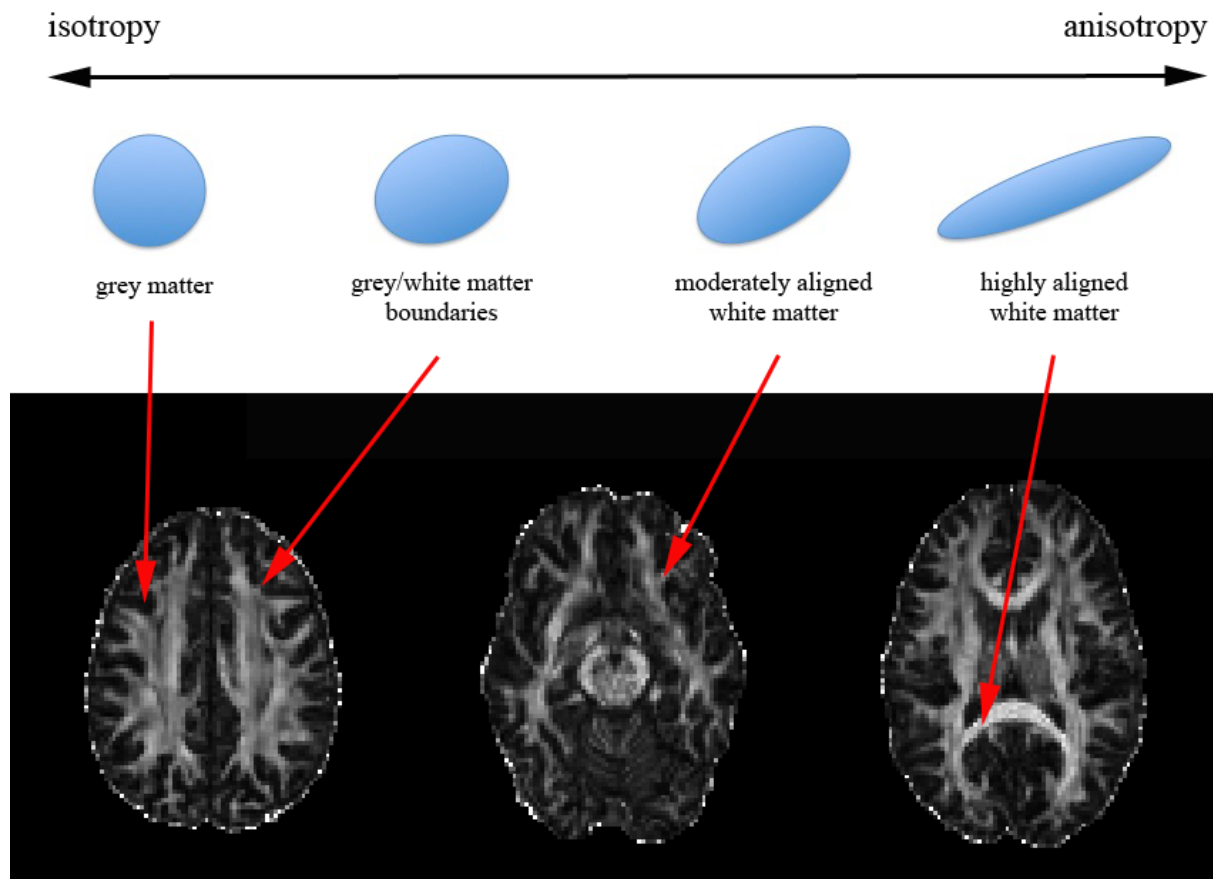 isotropy
anisotropy
grey matter
grey/white matter
boundaries
moderately aligned
white matter
highly aligned
white matter